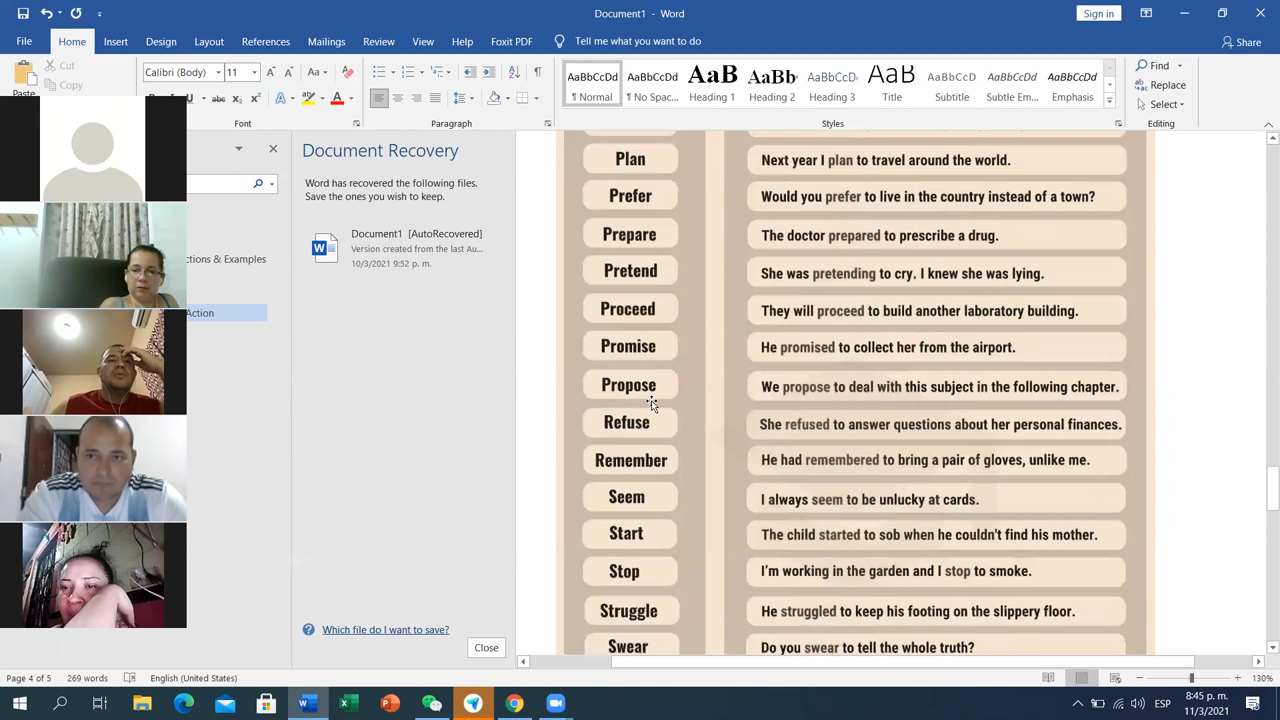 Document1 - Word
Sign in
File
Home
Insert
Design
Layout
References
Mailings
Review
View
Help
Foxit PDF
Tell me what you want to do
Share
Paste
Cut
Copy
Calibri (Body)
11
Font
Paragraph
AaBbCcDd
AaBbCcDd
AaB
AaBb
AaBbCcD
AaB
AaBbCcD
AaBbCcDd
AaBbCcDd
¶ Normal
¶ No Spac...
Heading 1
Heading 2
Heading 3
Title
Subtitle
Subtle Em...
Emphasis
Styles
Find
Replace
Select
Editing
ctions & Examples
Action
Document Recovery
Word has recovered the following files.
Save the ones you wish to keep.
Document1 [AutoRecovered]
Version created from the last Au...
10/3/2021 9:52 p. m.
Which file do I want to save?
Close
Plan
Next year I plan to travel around the world.
Prefer
Would you prefer to live in the country instead of a town?
Prepare
The doctor prepared to prescribe a drug.
Pretend
She was pretending to cry. I knew she was lying.
Proceed
They will proceed to build another laboratory building.
Promise
He promised to collect her from the airport.
Propose
We propose to deal with this subject in the following chapter.
Refuse
She refused to answer questions about her personal finances.
Remember
He had remembered to bring a pair of gloves, unlike me.
Seem
I always seem to be unlucky at cards.
Start
The child started to sob when he couldn't find his mother.
Stop
I'm working in the garden and I stop to smoke.
Struggle
He struggled to keep his footing on the slippery floor.
Swear
Do you swear to tell the whole truth?
Page 4 of 5
269 words
English (United States)
130%
ESP
8:45 p. m.
11/3/2021